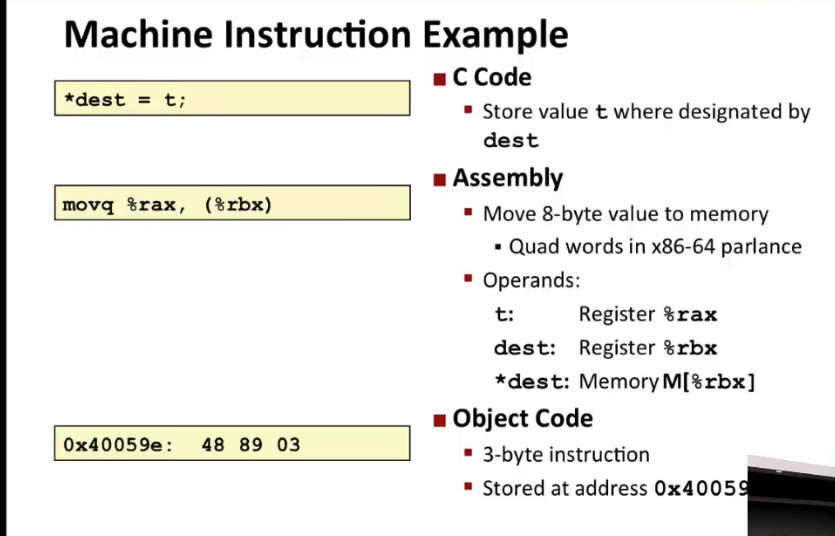 Machine Instruction Example
*dest = t;
C Code
Store value t where designated by
dest
movq %rax, (%rbx)
Assembly
Move 8-byte value to memory
Quad words in x86-64 parlance
Operands:
t: Register %rax
dest: Register %rbx
*dest: Memory M[%rbx]
0x40059e: 48 89 03
Object Code
3-byte instruction
Stored at address 0x40059